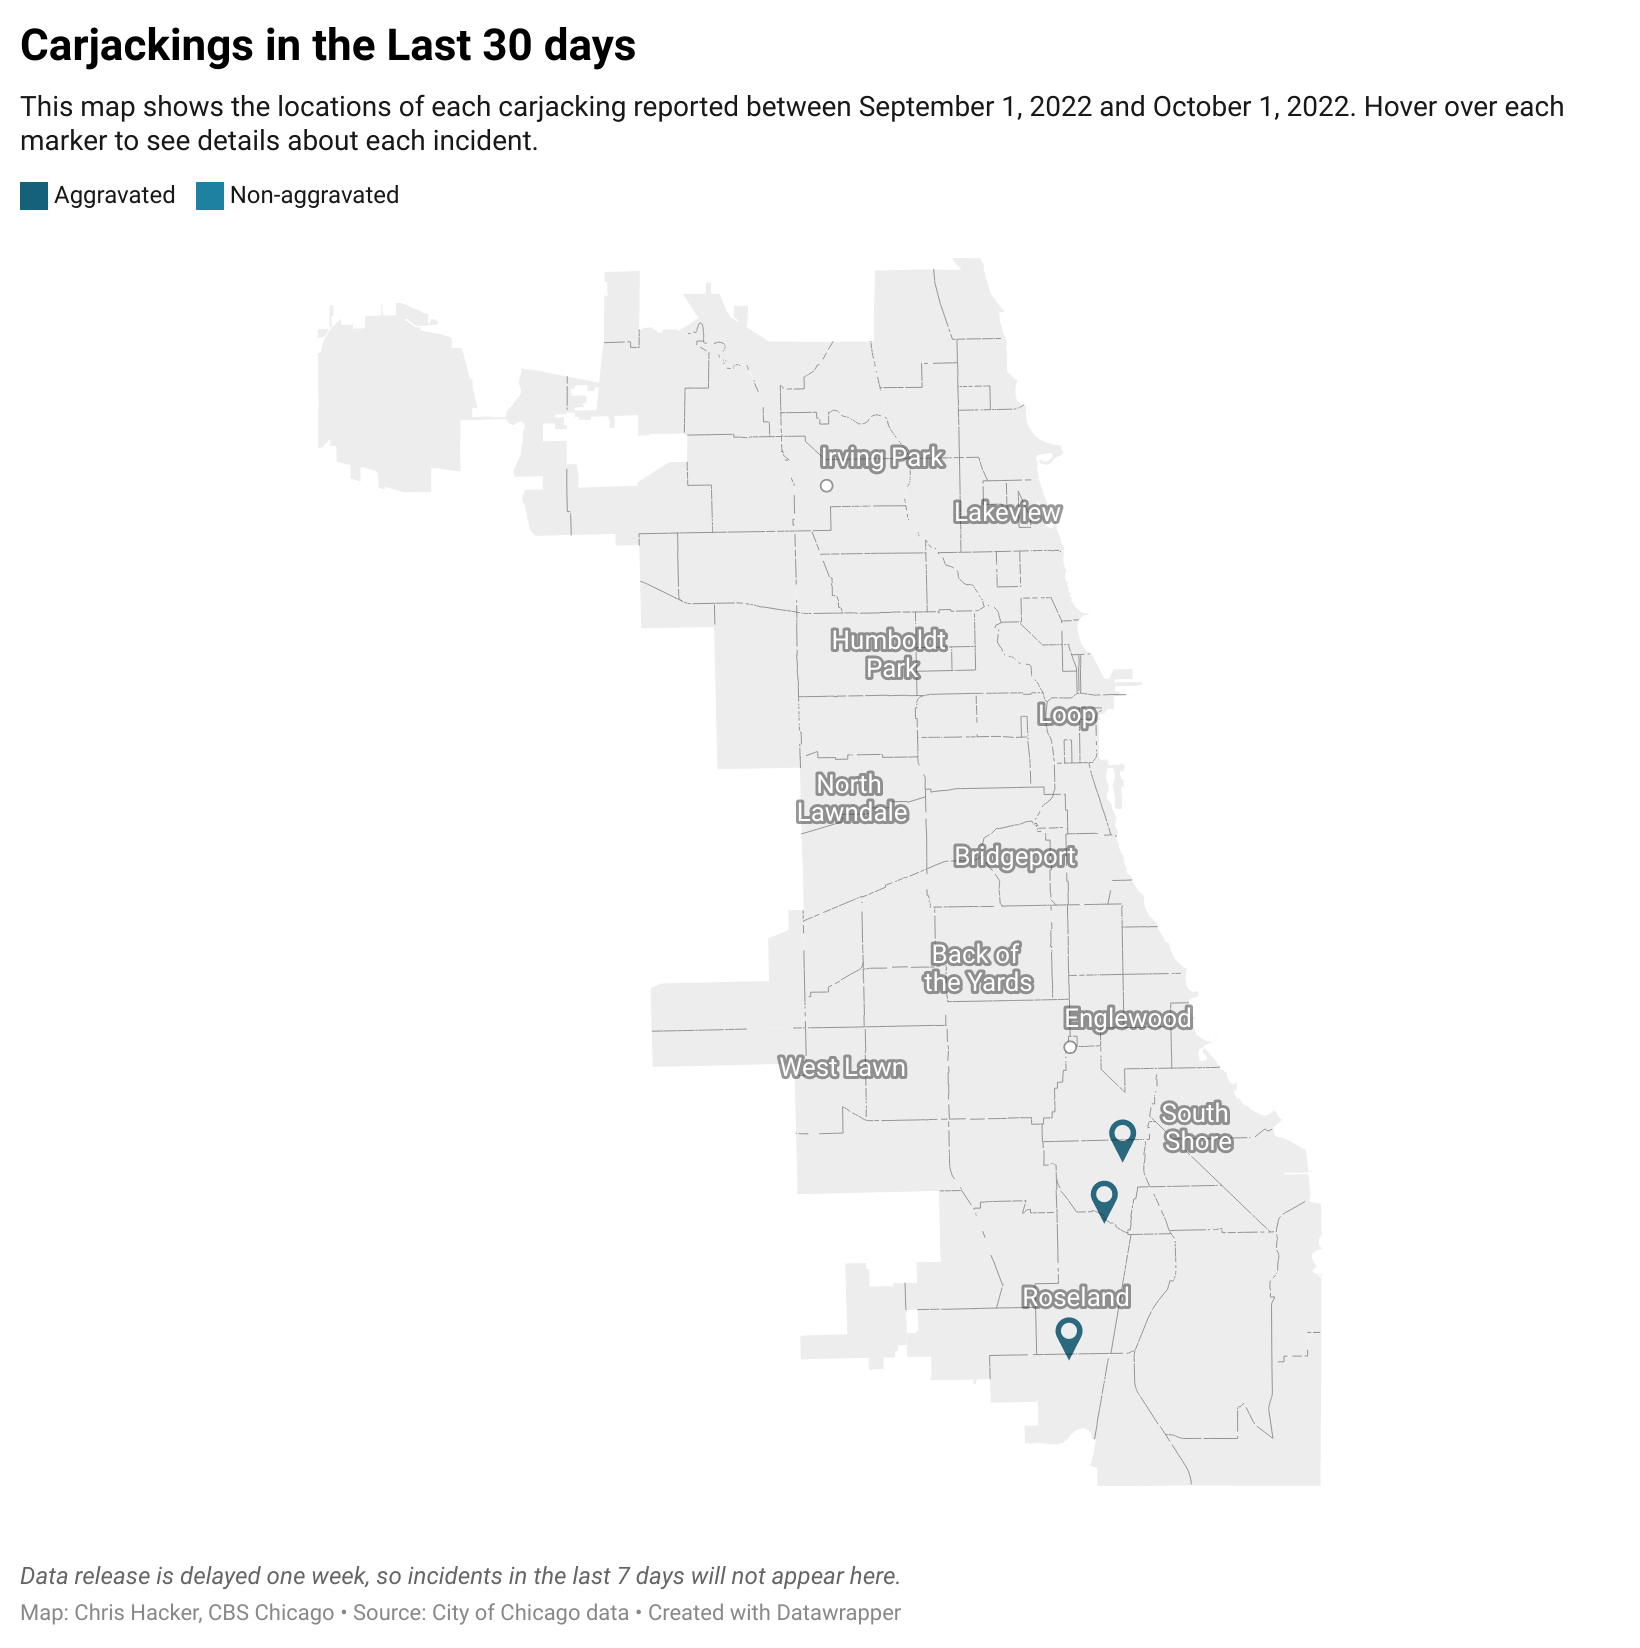 Carjackings in the Last 30 days
This map shows the locations of each carjacking reported between September 1, 2022 and October 1, 2022. Hover over each
marker to see details about each incident.
Aggravated Non-aggravated
Irving Park
Lakeview
Humboldt
Park
Loop
North
Lawndale
Bridgeport
Back of
the Yards
Englewood
West Lawn
South
Shore
Roseland
Data release is delayed one week, so incidents in the last 7 days will not appear here.
Map: Chris Hacker, CBS Chicago • Source: City of Chicago data • Created with Datawrapper